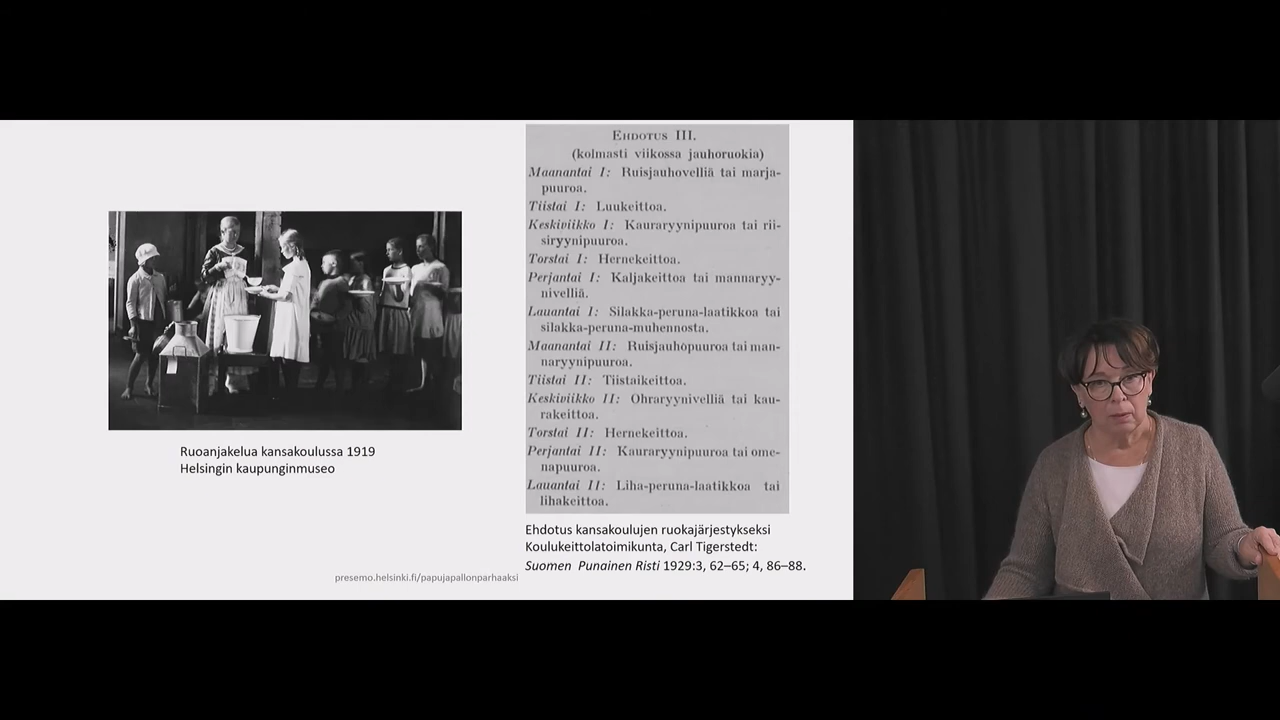 Ruoanjakelua kansakoulussa 1919
Helsingin kaupunginmuseo
EHDOTUS III.
(kolmasti viikossa jauhoruokia)
Maanantai I: Ruisjauhovelliä tai marja-
puuroa.
Tiistai I: Luukeittoa.
Keskiviikko I: Kauraryynipuuroa tai rii-
siryynipuuroa.
Torstai I: Hernekeittoa.
Perjantai I: Kaljakeittoa tai mannaryy-
nivelliä.
Lauantai I: Silakka-peruna-laatikkoa tai
silakka-peruna-muhennosta.
Maanantai II: Ruisjauhopuuroa tai man-
naryynipuuroa.
Tiistai II: Tiistaikeittoa.
Keskiviikko II: Ohraryynivelliä tai kau-
rakeittoa.
Torstai II: Hernekeittoa.
Perjantai II: Kauraryynipuuroa tai ome-
napuuroa.
Lauantai II: Liha-peruna-laatikkoa tai
lihakeittoa.
Ehdotus kansakoulujen ruokajärjestykseksi
Koulukeittolatoimikunta, Carl Tigerstedt:
Suomen Punainen Risti 1929:3, 62–65; 4, 86–88.
presemo.helsinki.fi/papujapallonparhaaksi